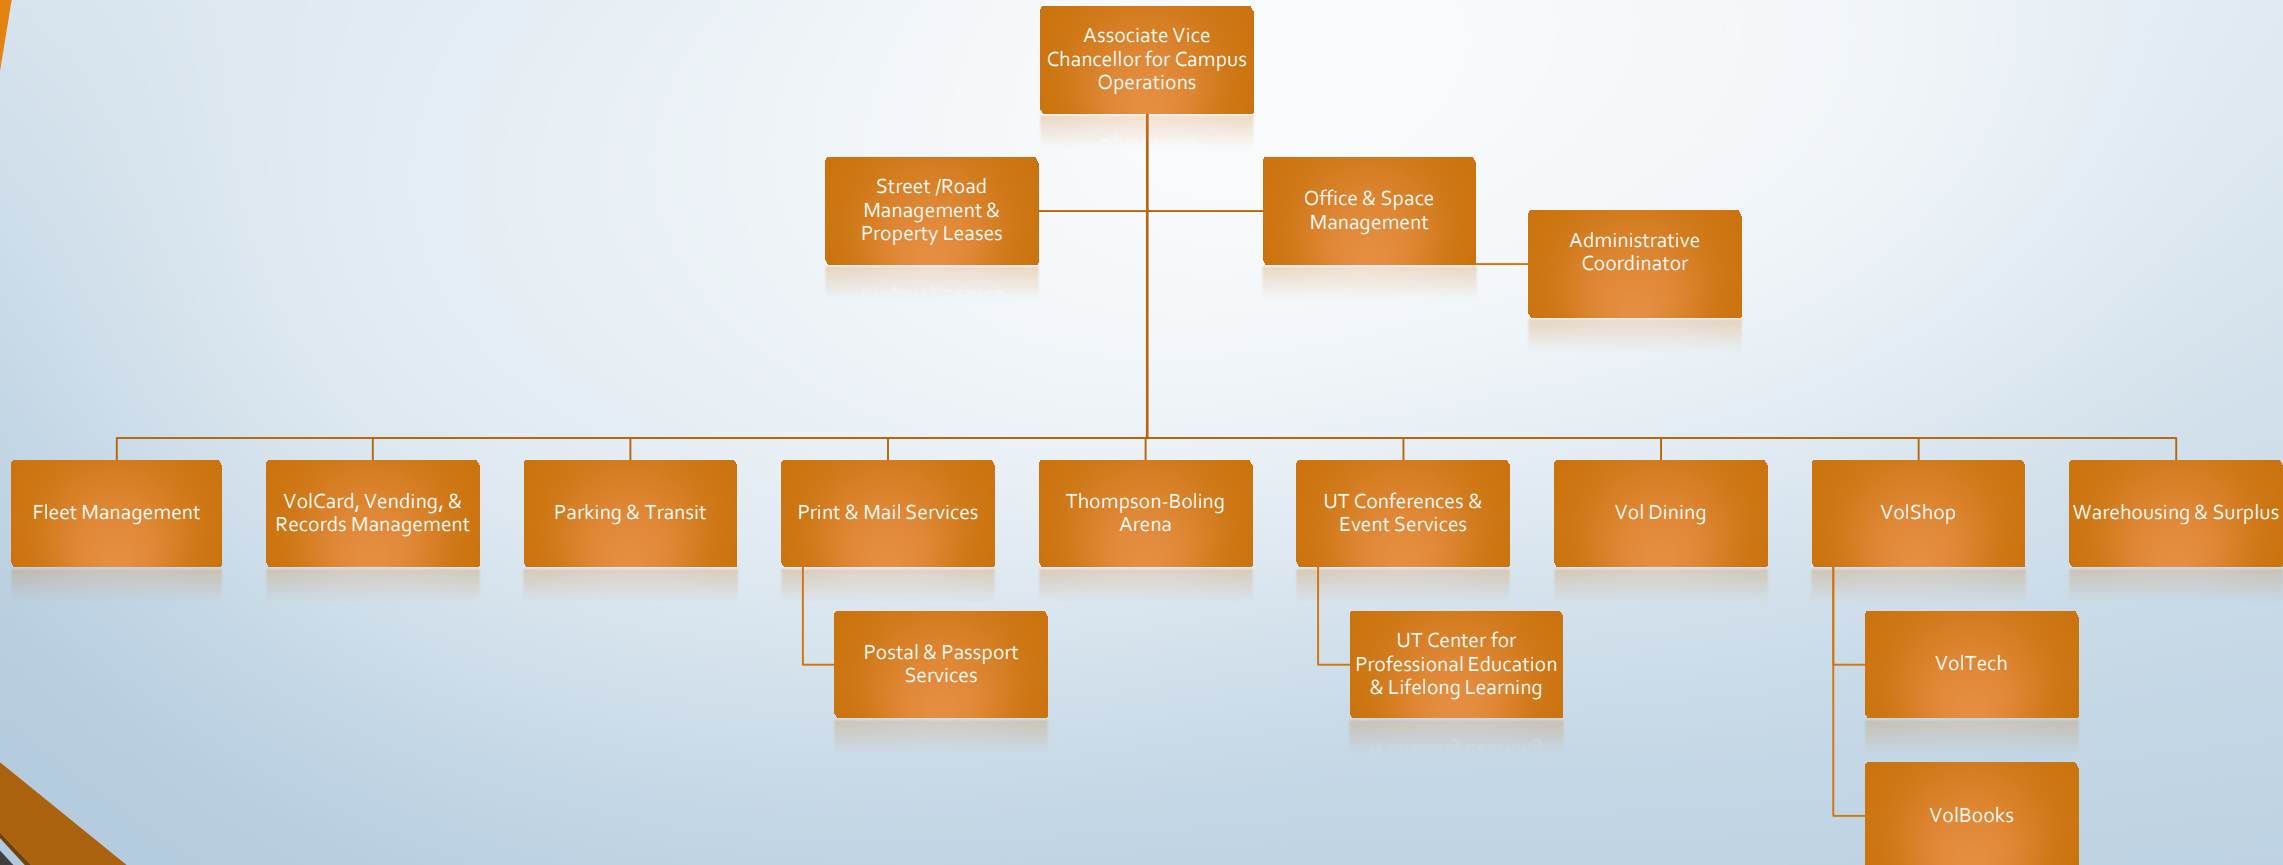 Associate Vice
Chancellor for Campus
Operations
Street /Road
Management &
Property Leases
Office & Space
Management
Administrative
Coordinator
Fleet Management
VolCard, Vending, &
Records Management
Parking & Transit
Print & Mail Services
Thompson-Boling
Arena
UT Conferences &
Event Services
Vol Dining
VolShop
Warehousing & Surplus
Postal & Passport
Services
UT Center for
Professional Education
& Lifelong Learning
VolTech
VolBooks